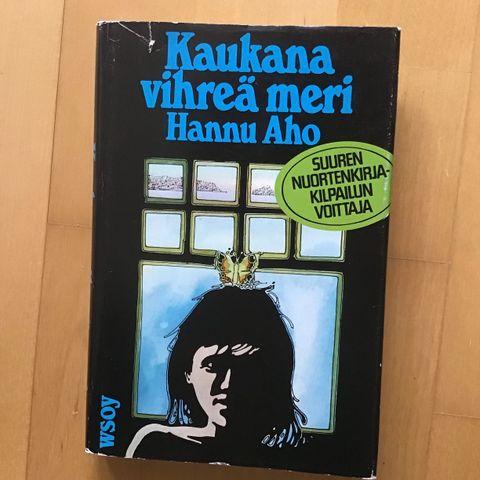 Kaukana
vihreä meri
Hannu Aho
SUUREN
NUORTENKIRJA-
KILPAILUN
VOITTAJA
wsoy